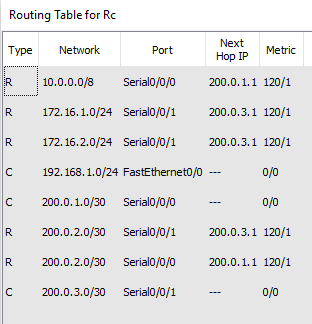 Routing Table for Rc
Type Network Port Next Hop IP Metric
R 10.0.0.0/8 Serial0/0/0 200.0.1.1 120/1
R 172.16.1.0/24 Serial0/0/1 200.0.3.1 120/1
R 172.16.2.0/24 Serial0/0/1 200.0.3.1 120/1
C 192.168.1.0/24 FastEthernet0/0 --- 0/0
C 200.0.1.0/30 Serial0/0/0 --- 0/0
R 200.0.2.0/30 Serial0/0/1 200.0.3.1 120/1
R 200.0.2.0/30 Serial0/0/0 200.0.1.1 120/1
C 200.0.3.0/30 Serial0/0/1 --- 0/0